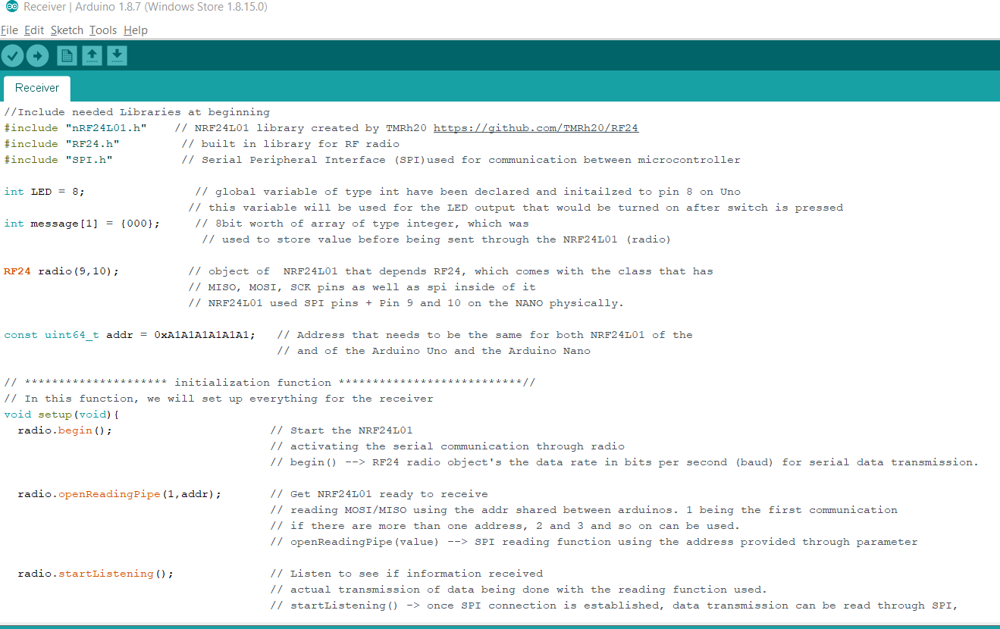 Receiver | Arduino 1.8.7 (Windows Store 1.8.15.0)
File Edit Sketch Tools Help
Receiver
//Include needed Libraries at beginning
#include "nRF24L01.h"    // NRF24L01 library created by TMRh20 https://github.com/TMRh20/RF24
#include "RF24.h"         // built in library for RF radio
#include "SPI.h"          // Serial Peripheral Interface (SPI)used for communication between microcontroller
int LED = 8;                // global variable of type int have been declared and initailzed to pin 8 on Uno
// this variable will be used for the LED output that would be turned on after switch is pressed
int message[1] = {000};     // 8bit worth of array of type integer, which was
// used to store value before being sent through the NRF24L01 (radio)
RF24 radio(9,10);          // object of  NRF24L01 that depends RF24, which comes with the class that has
// MISO, MOSI, SCK pins as well as spi inside of it
// NRF24L01 used SPI pins + Pin 9 and 10 on the NANO physically.
const uint64_t addr = 0xA1A1A1A1A1A1;   // Address that needs to be the same for both NRF24L01 of the
// and of the Arduino Uno and the Arduino Nano
// ********************* initialization function ***************************//
// In this function, we will set up everything for the receiver
void setup(void){
radio.begin();                       // Start the NRF24L01
// activating the serial communication through radio
// begin() --> RF24 radio object's the data rate in bits per second (baud) for serial data transmission.
radio.openReadingPipe(1,addr);       // Get NRF24L01 ready to receive
// reading MOSI/MISO using the addr shared between arduinos. 1 being the first communication
// if there are more than one address, 2 and 3 and so on can be used.
// openReadingPipe(value) --> SPI reading function using the address provided through parameter
radio.startListening();              // Listen to see if information received
// actual transmission of data being done with the reading function used.
// startListening() -> once SPI connection is established, data transmission can be read through SPI,